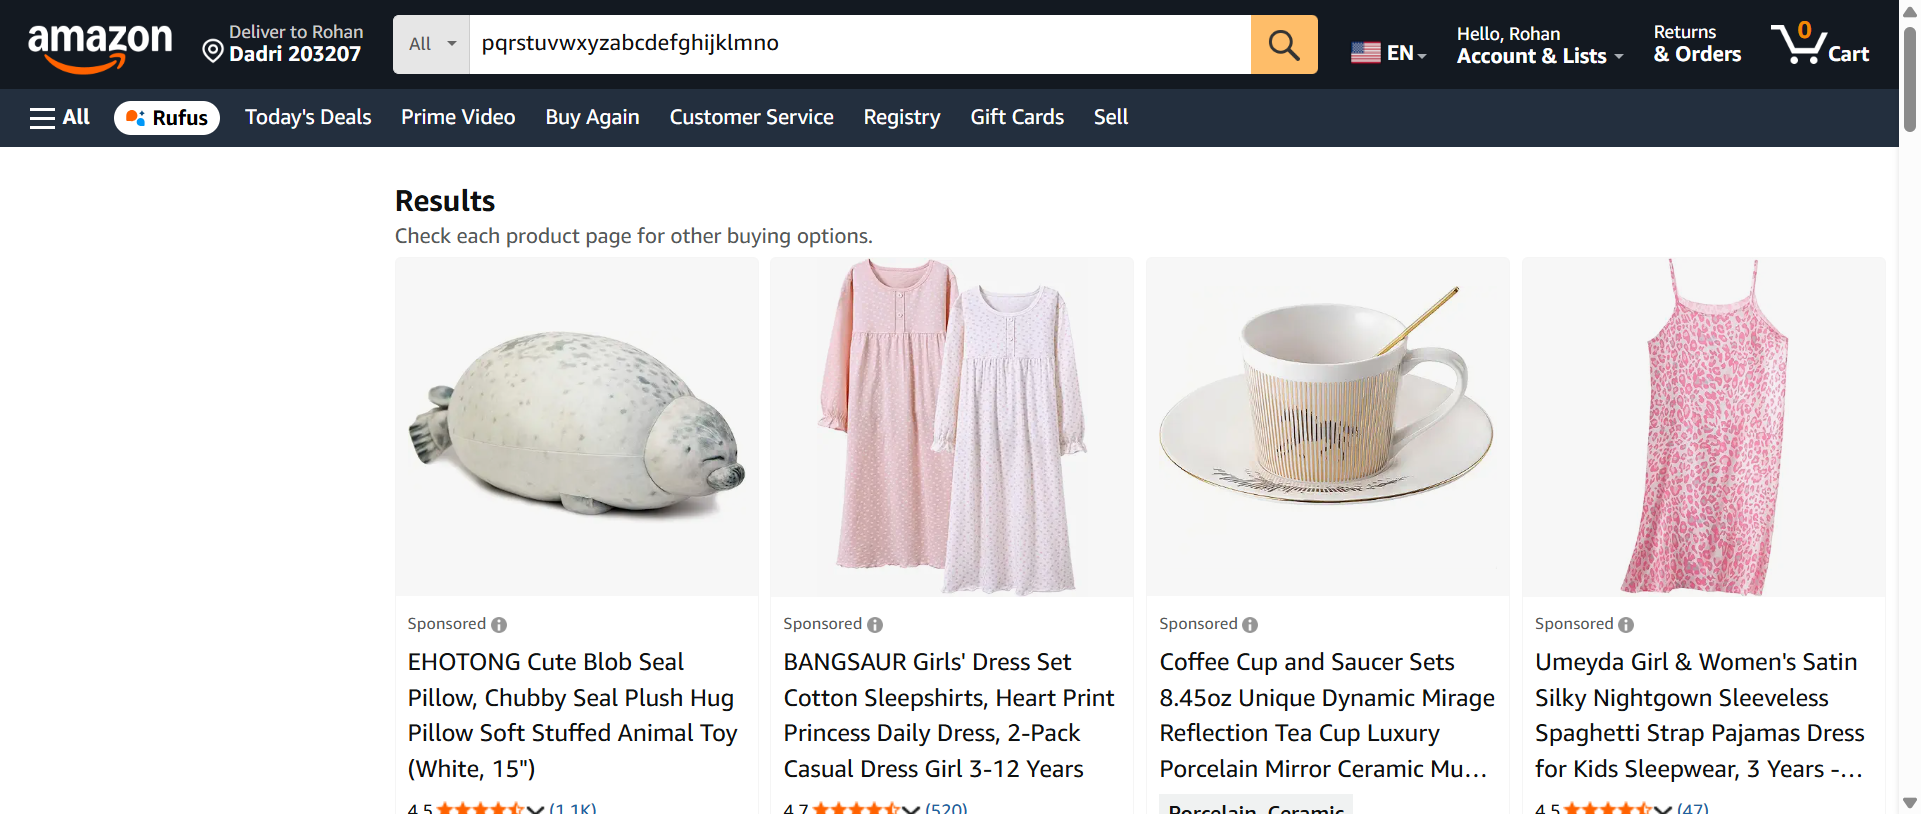 amazon
Deliver to Rohan
Dadri 203207
All
pqrstuvwxyzabcdefghijklmno
EN
Hello, Rohan
Account & Lists
Returns
& Orders
0
Cart
All
Rufus
Today's Deals
Prime Video
Buy Again
Customer Service
Registry
Gift Cards
Sell
Results
Check each product page for other buying options.
Sponsored
EHOTONG Cute Blob Seal
Pillow, Chubby Seal Plush Hug
Pillow Soft Stuffed Animal Toy
(White, 15")
4.5 (1.1K)
Sponsored
BANGSAUR Girls' Dress Set
Cotton Sleepshirts, Heart Print
Princess Daily Dress, 2-Pack
Casual Dress Girl 3-12 Years
4.7 (520)
Sponsored
Coffee Cup and Saucer Sets
8.45oz Unique Dynamic Mirage
Reflection Tea Cup Luxury
Porcelain Mirror Ceramic Mu...
Porcelain, Ceramic
Sponsored
Umeyda Girl & Women's Satin
Silky Nightgown Sleeveless
Spaghetti Strap Pajamas Dress
for Kids Sleepwear, 3 Years -...
4.5 (47)